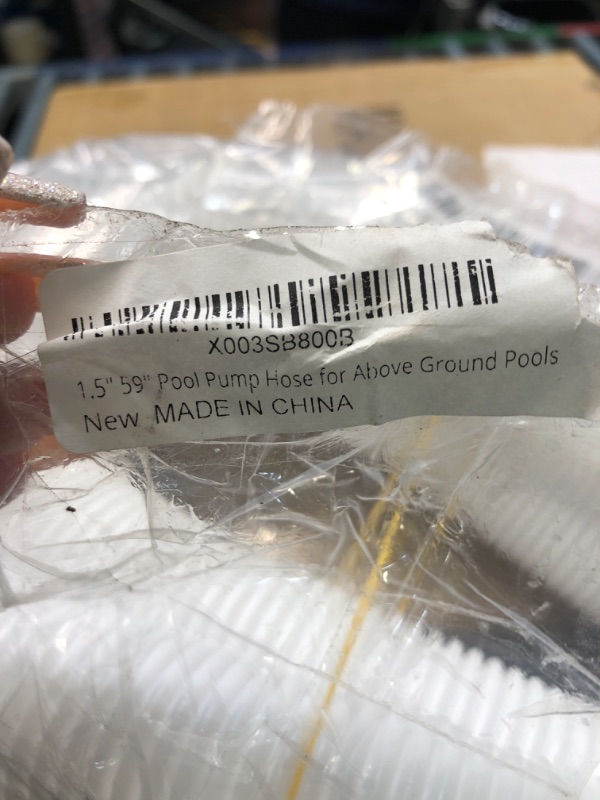 X003SB800B
1.5" 59" Pool Pump Hose for Above Ground Pools
New MADE IN CHINA